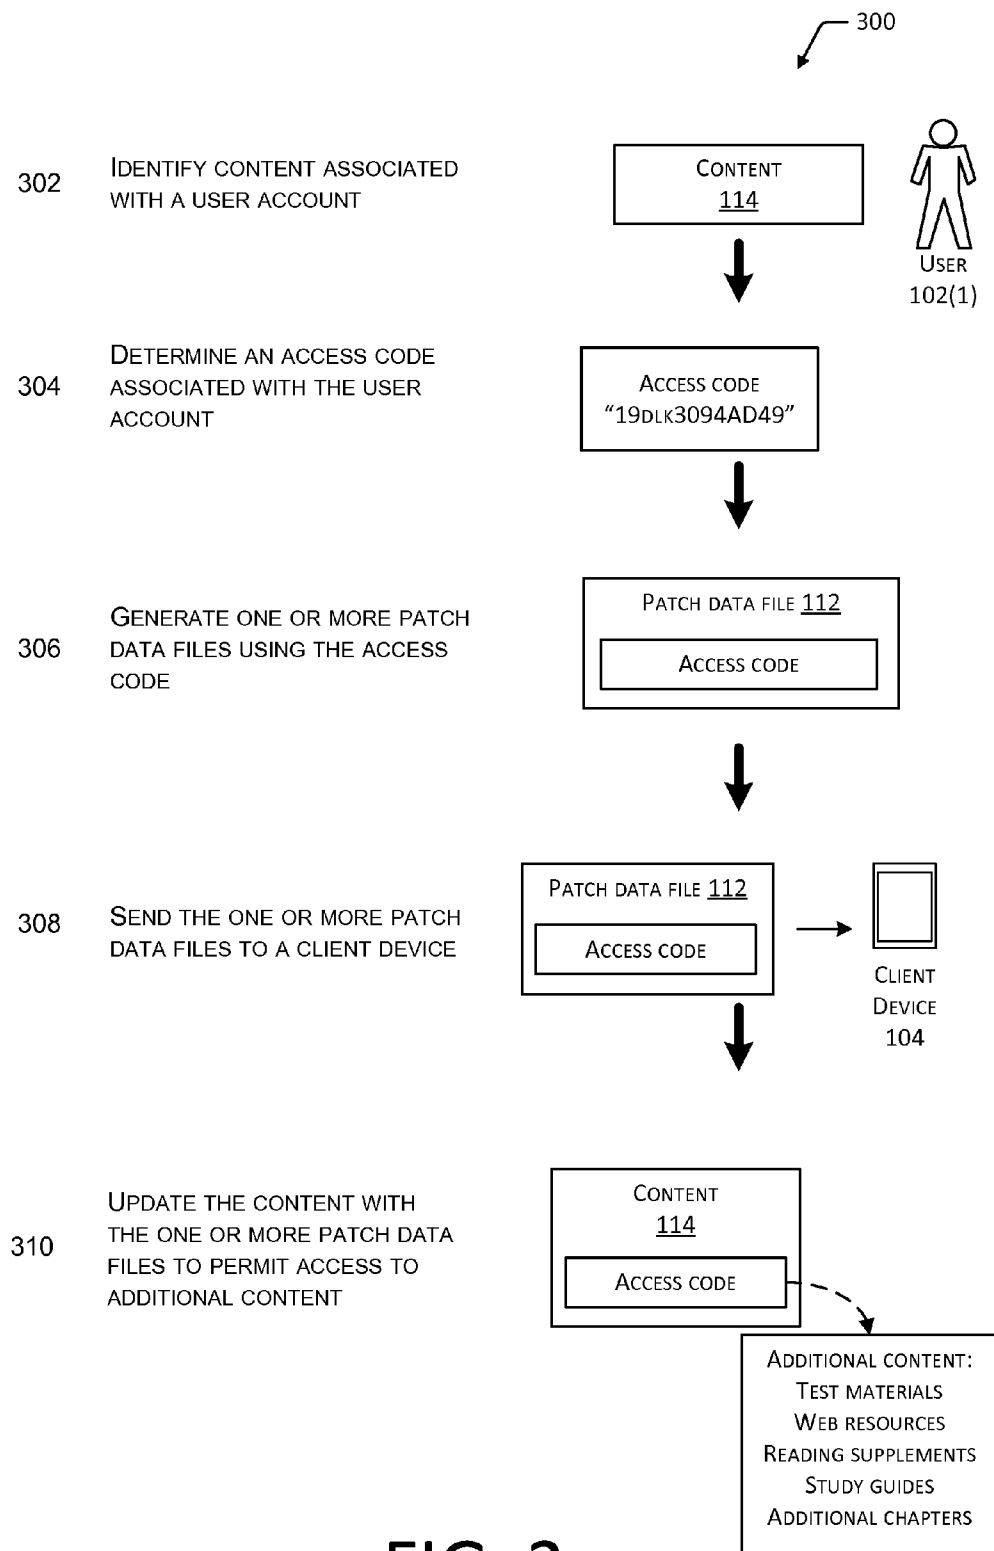 300
302
IDENTIFY CONTENT ASSOCIATED
WITH A USER ACCOUNT
CONTENT
114
USER
102(1)
304
DETERMINE AN ACCESS CODE
ASSOCIATED WITH THE USER
ACCOUNT
ACCESS CODE
“19DLK3094AD49”
306
GENERATE ONE OR MORE PATCH
DATA FILES USING THE ACCESS
CODE
PATCH DATA FILE 112
ACCESS CODE
308
SEND THE ONE OR MORE PATCH
DATA FILES TO A CLIENT DEVICE
PATCH DATA FILE 112
ACCESS CODE
CLIENT
DEVICE
104
310
UPDATE THE CONTENT WITH
THE ONE OR MORE PATCH DATA
FILES TO PERMIT ACCESS TO
ADDITIONAL CONTENT
CONTENT
114
ACCESS CODE
ADDITIONAL CONTENT:
TEST MATERIALS
WEB RESOURCES
READING SUPPLEMENTS
STUDY GUIDES
ADDITIONAL CHAPTERS
FIG.